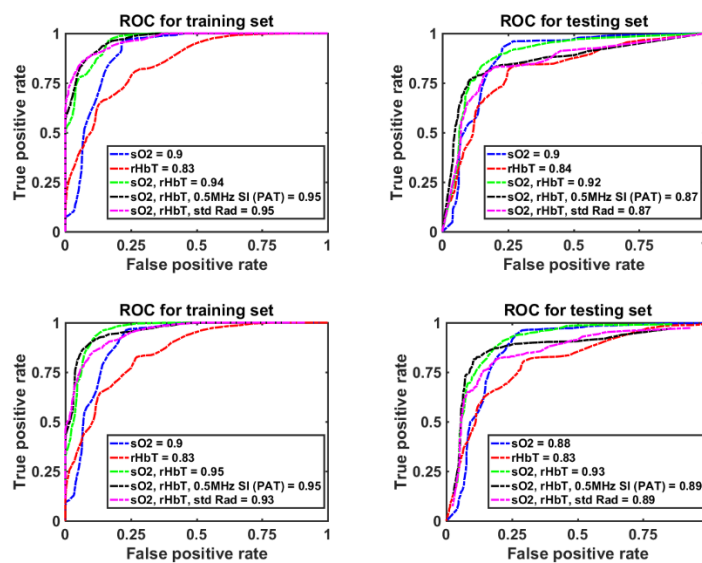 ROC for training set
True positive rate
1
0.75
0.5
0.25
0
sO2 = 0.9
rHbT = 0.83
sO2, rHbT = 0.94
sO2, rHbT, 0.5MHz SI (PAT) = 0.95
sO2, rHbT, std Rad = 0.95
0 0.25 0.5 0.75 1
False positive rate
ROC for testing set
True positive rate
1
0.75
0.5
0.25
0
sO2 = 0.9
rHbT = 0.84
sO2, rHbT = 0.92
sO2, rHbT, 0.5MHz SI (PAT) = 0.87
sO2, rHbT, std Rad = 0.87
0 0.25 0.5 0.75 1
False positive rate
ROC for training set
True positive rate
1
0.75
0.5
0.25
0
sO2 = 0.9
rHbT = 0.83
sO2, rHbT = 0.95
sO2, rHbT, 0.5MHz SI (PAT) = 0.95
sO2, rHbT, std Rad = 0.93
0 0.25 0.5 0.75 1
False positive rate
ROC for testing set
True positive rate
1
0.75
0.5
0.25
0
sO2 = 0.88
rHbT = 0.83
sO2, rHbT = 0.93
sO2, rHbT, 0.5MHz SI (PAT) = 0.89
sO2, rHbT, std Rad = 0.89
0 0.25 0.5 0.75 1
False positive rate